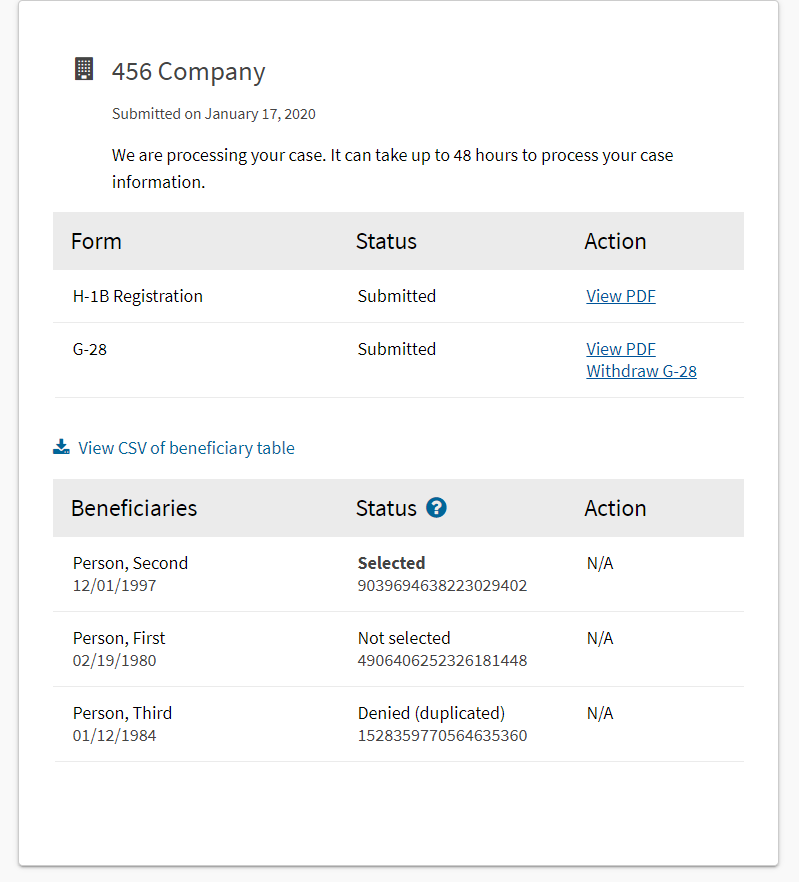 456 Company
Submitted on January 17, 2020
We are processing your case. It can take up to 48 hours to process your case
information.
Form Status Action
H-1B Registration Submitted View PDF
G-28 Submitted View PDF
Withdraw G-28
View CSV of beneficiary table
Beneficiaries Status ? Action
Person, Second Selected N/A
12/01/1997 9039694638223029402
Person, First Not selected N/A
02/19/1980 4906406252326181448
Person, Third Denied (duplicated) N/A
01/12/1984 1528359770564635360